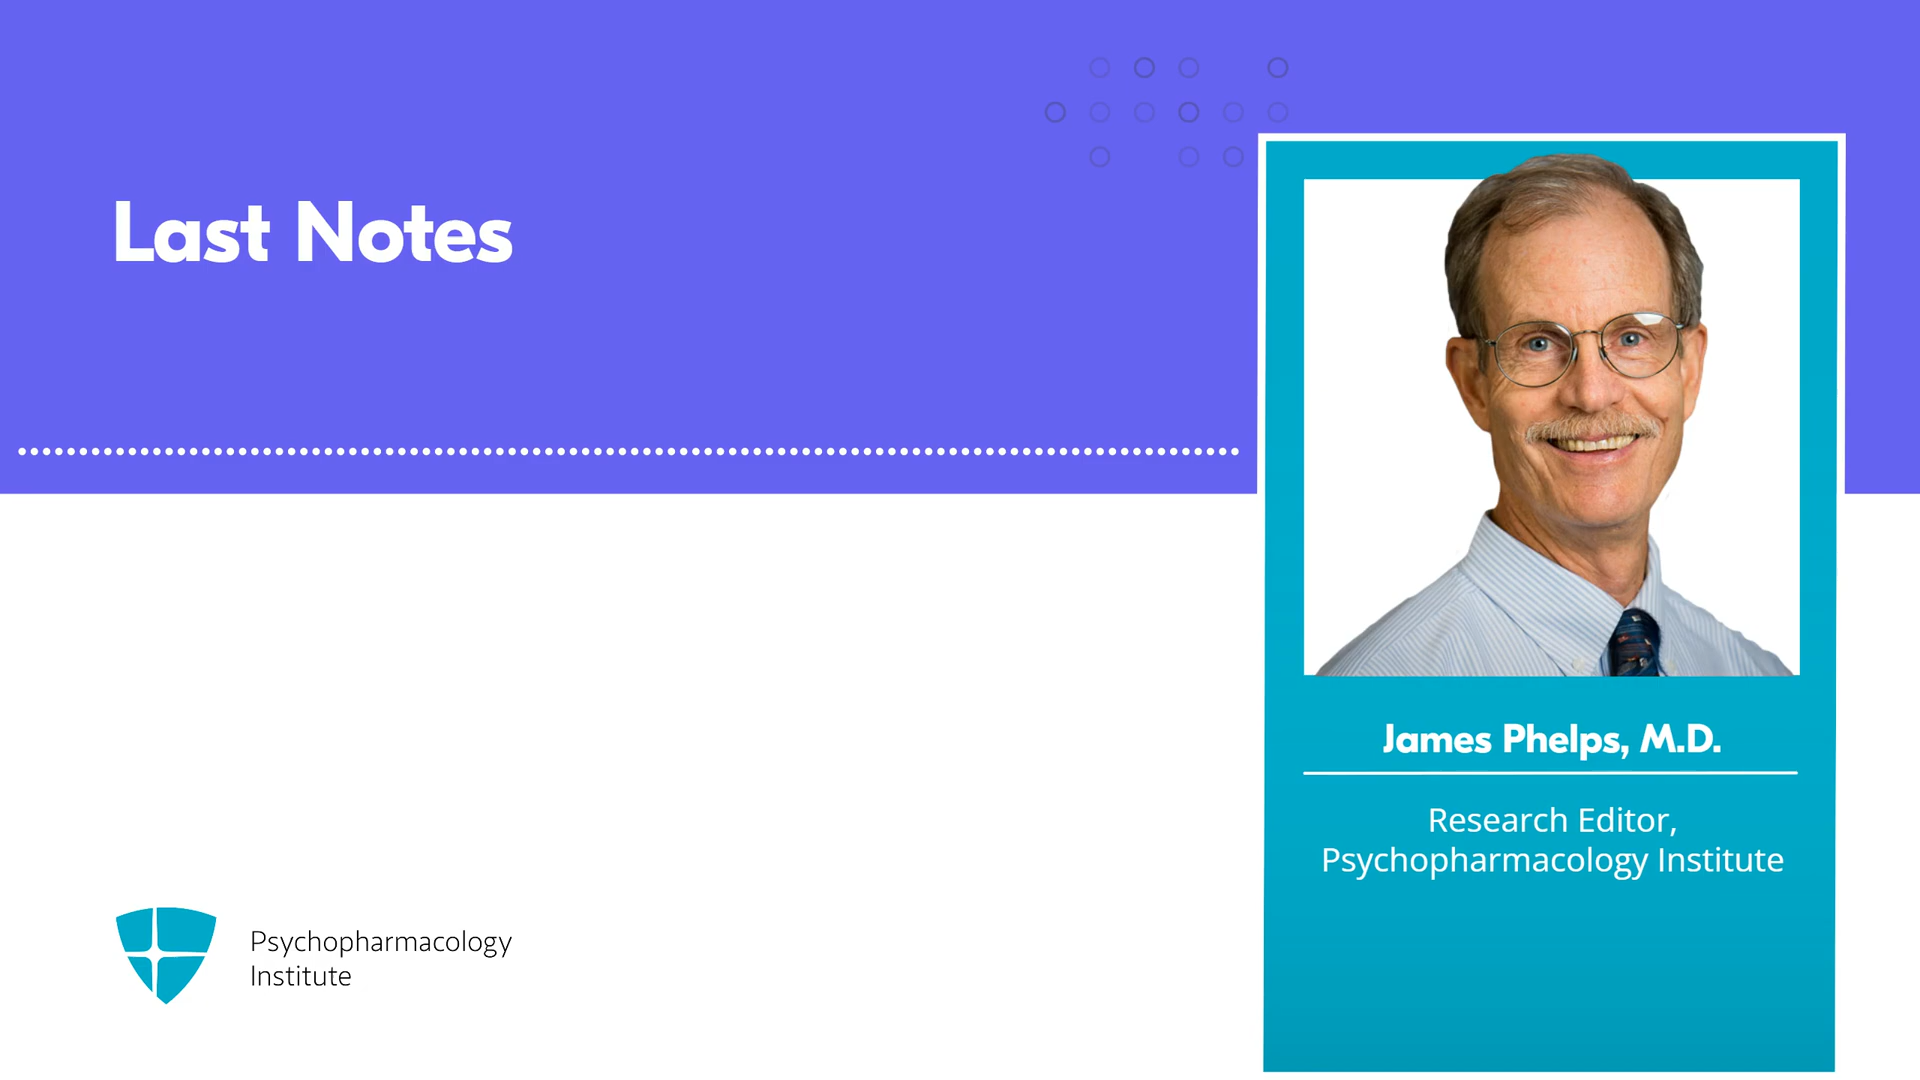 Last Notes
James Phelps, M.D.
Research Editor,
Psychopharmacology Institute
Psychopharmacology
Institute